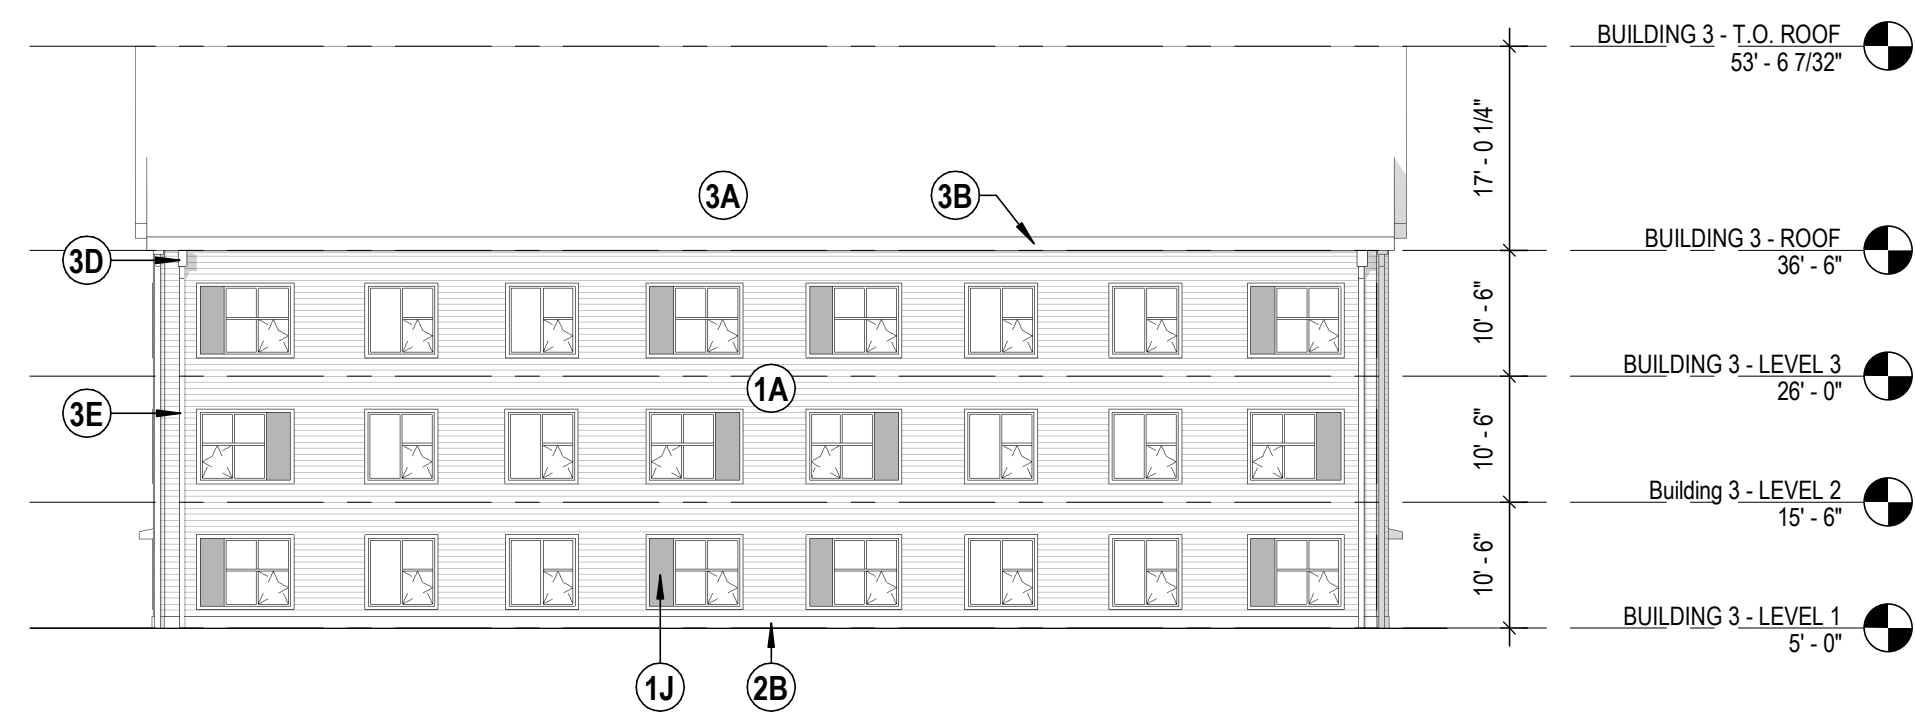 BUILDING 3 - T.O. ROOF
53' - 6 7/32"
17' - 0 1/4"
3A
3B
BUILDING 3 - ROOF
36' - 6"
3D
10' - 6"
BUILDING 3 - LEVEL 3
26' - 0"
1A
3E
10' - 6"
Building 3 - LEVEL 2
15' - 6"
10' - 6"
BUILDING 3 - LEVEL 1
5' - 0"
1J
2B